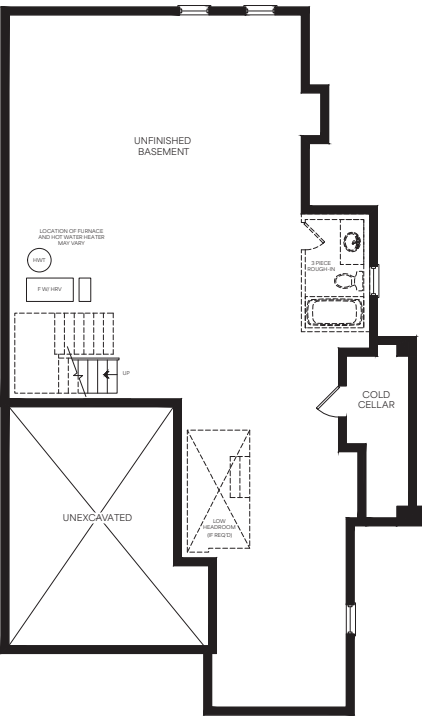 UNFINISHED
BASEMENT
LOCATION OF FURNACE
AND HOT WATER HEATER
MAY VARY
HWT
F W/ HRV
3 PIECE
ROUGH-IN
UP
COLD
CELLAR
UNEXCAVATED
LOW
HEADROOM
(IF REQ'D)